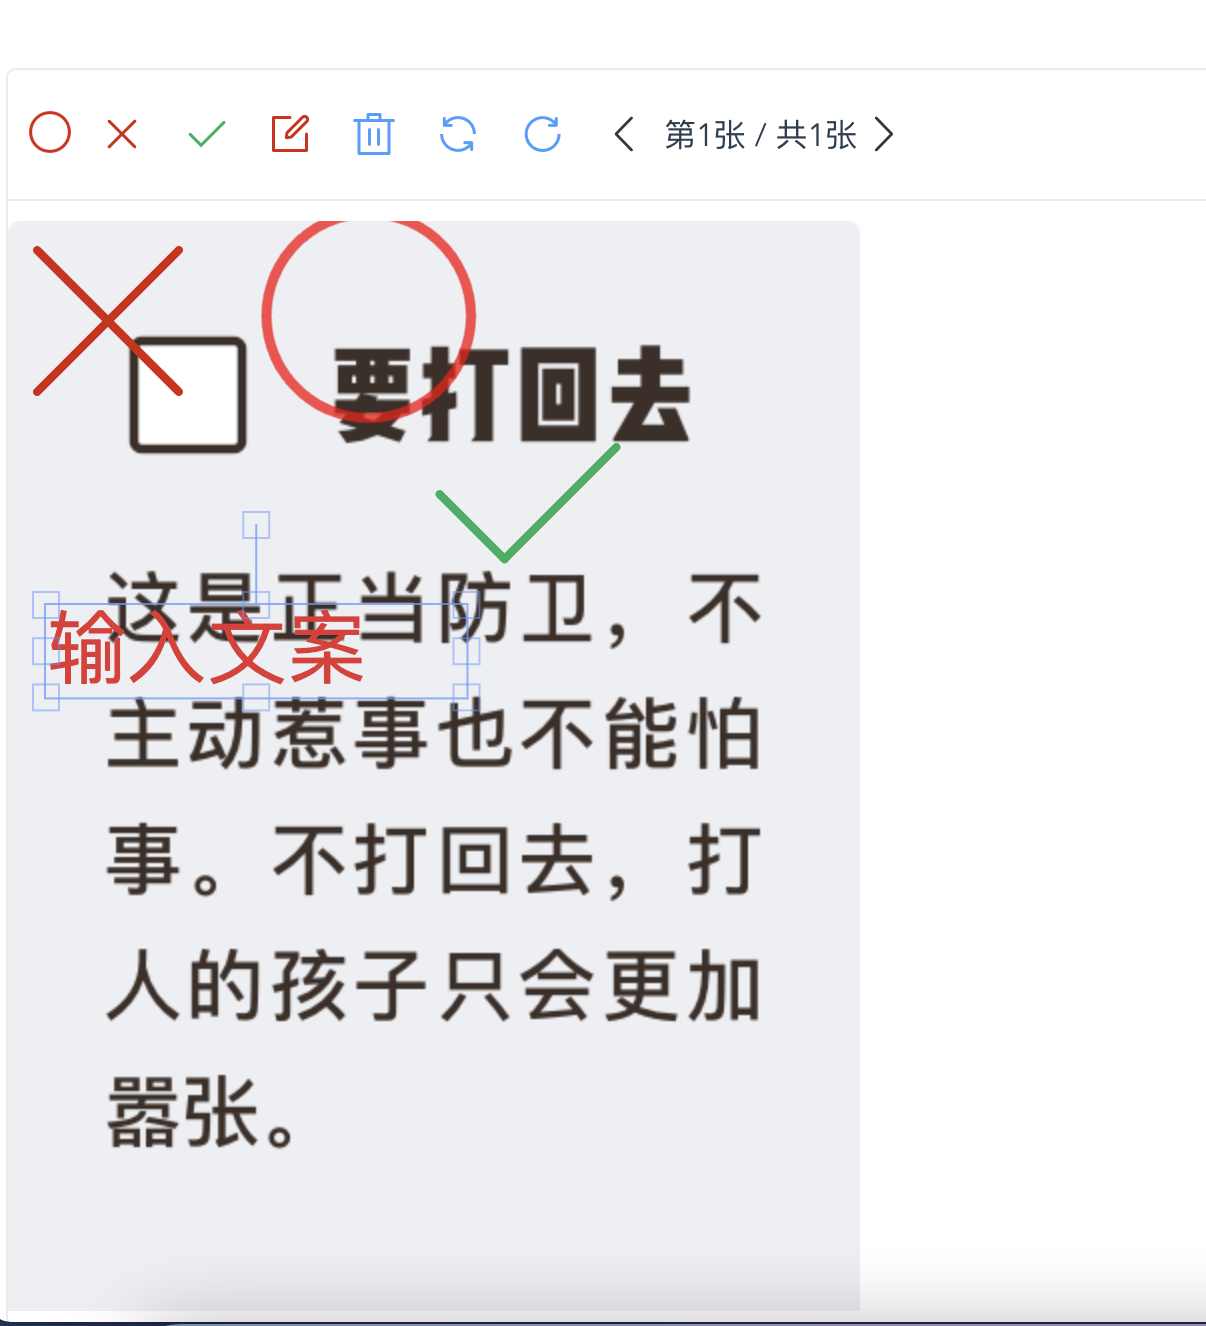 第1张 / 共1张
要打回去
这是正当防卫，不
输入文案
主动惹事也不能怕
事。不打回去，打
人的孩子只会更加
嚣张。